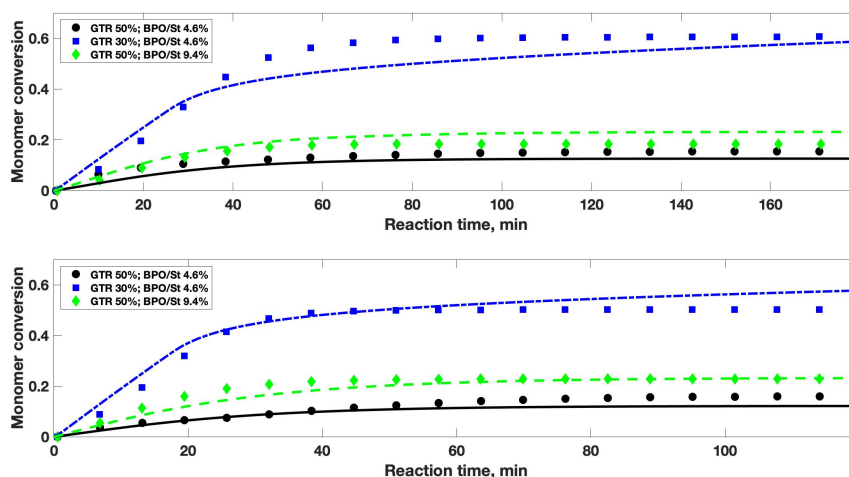 Monomer conversion
0.6
0.4
0.2
0
GTR 50%; BPO/St 4.6%
GTR 30%; BPO/St 4.6%
GTR 50%; BPO/St 9.4%
0 20 40 60 80 100 120 140 160
Reaction time, min
Monomer conversion
0.6
0.4
0.2
0
GTR 50%; BPO/St 4.6%
GTR 30%; BPO/St 4.6%
GTR 50%; BPO/St 9.4%
0 20 40 60 80 100
Reaction time, min